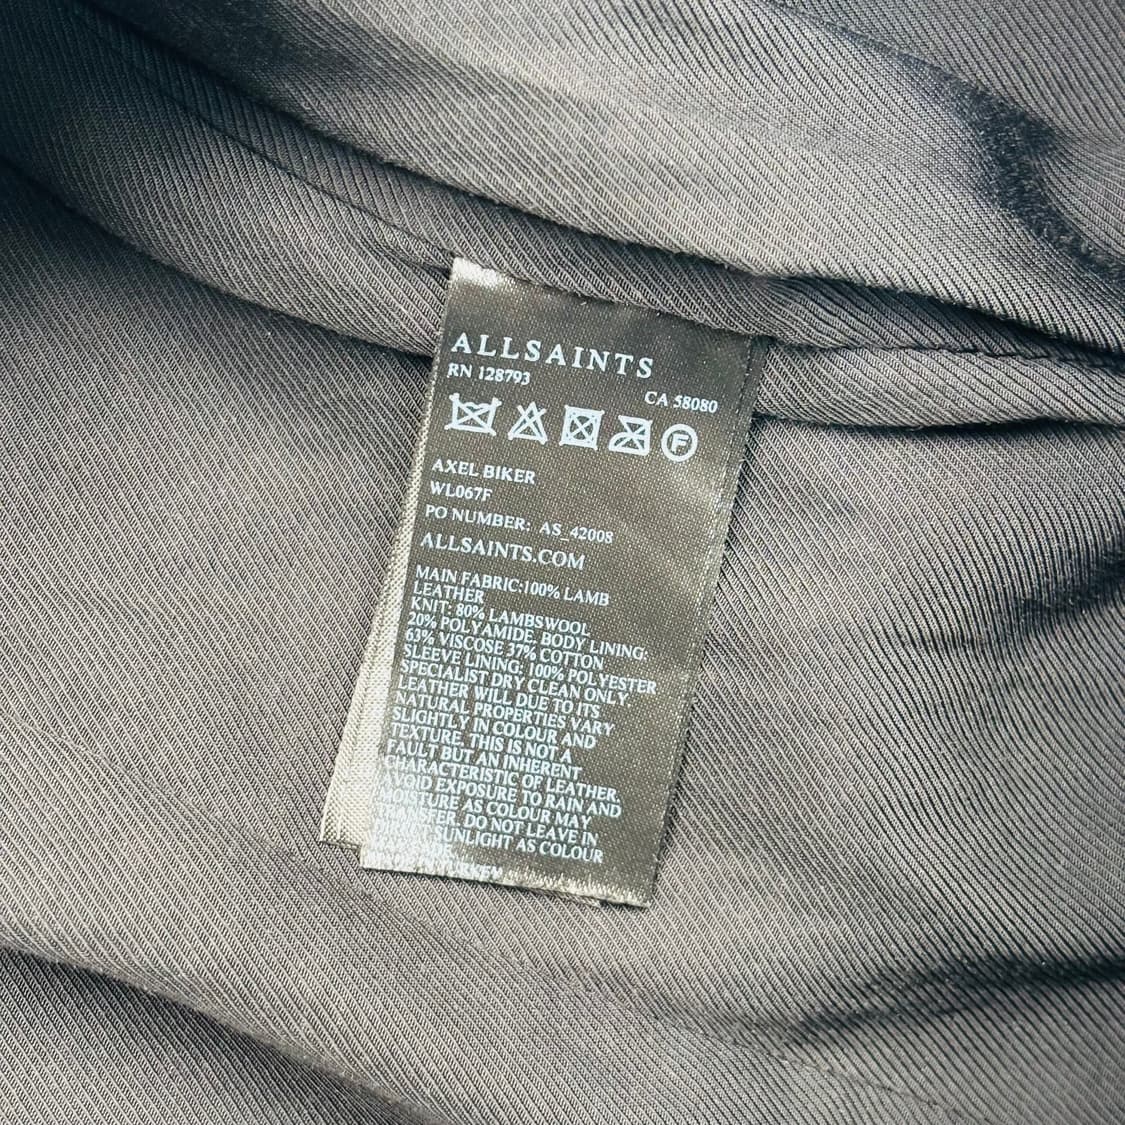 ALLSAINTS
RN 128793
CA 58080
F
AXEL BIKER
WL067F
PO NUMBER: AS_42008
ALLSAINTS.COM
MAIN FABRIC:100% LAMB
LEATHER
KNIT: 80% LAMBSWOOL
20% POLYAMIDE, BODY LINING:
63% VISCOSE 37% COTTON
SLEEVE LINING: 100% POLYESTER
SPECIALIST DRY CLEAN ONLY.
LEATHER WILL DUE TO ITS
NATURAL PROPERTIES VARY
SLIGHTLY IN COLOUR AND
TEXTURE. THIS IS NOT A
FAULT BUT AN INHERENT
CHARACTERISTIC OF LEATHER.
AVOID EXPOSURE TO RAIN AND
MOISTURE AS COLOUR MAY
DO NOT LEAVE IN
SUNLIGHT AS COLOUR